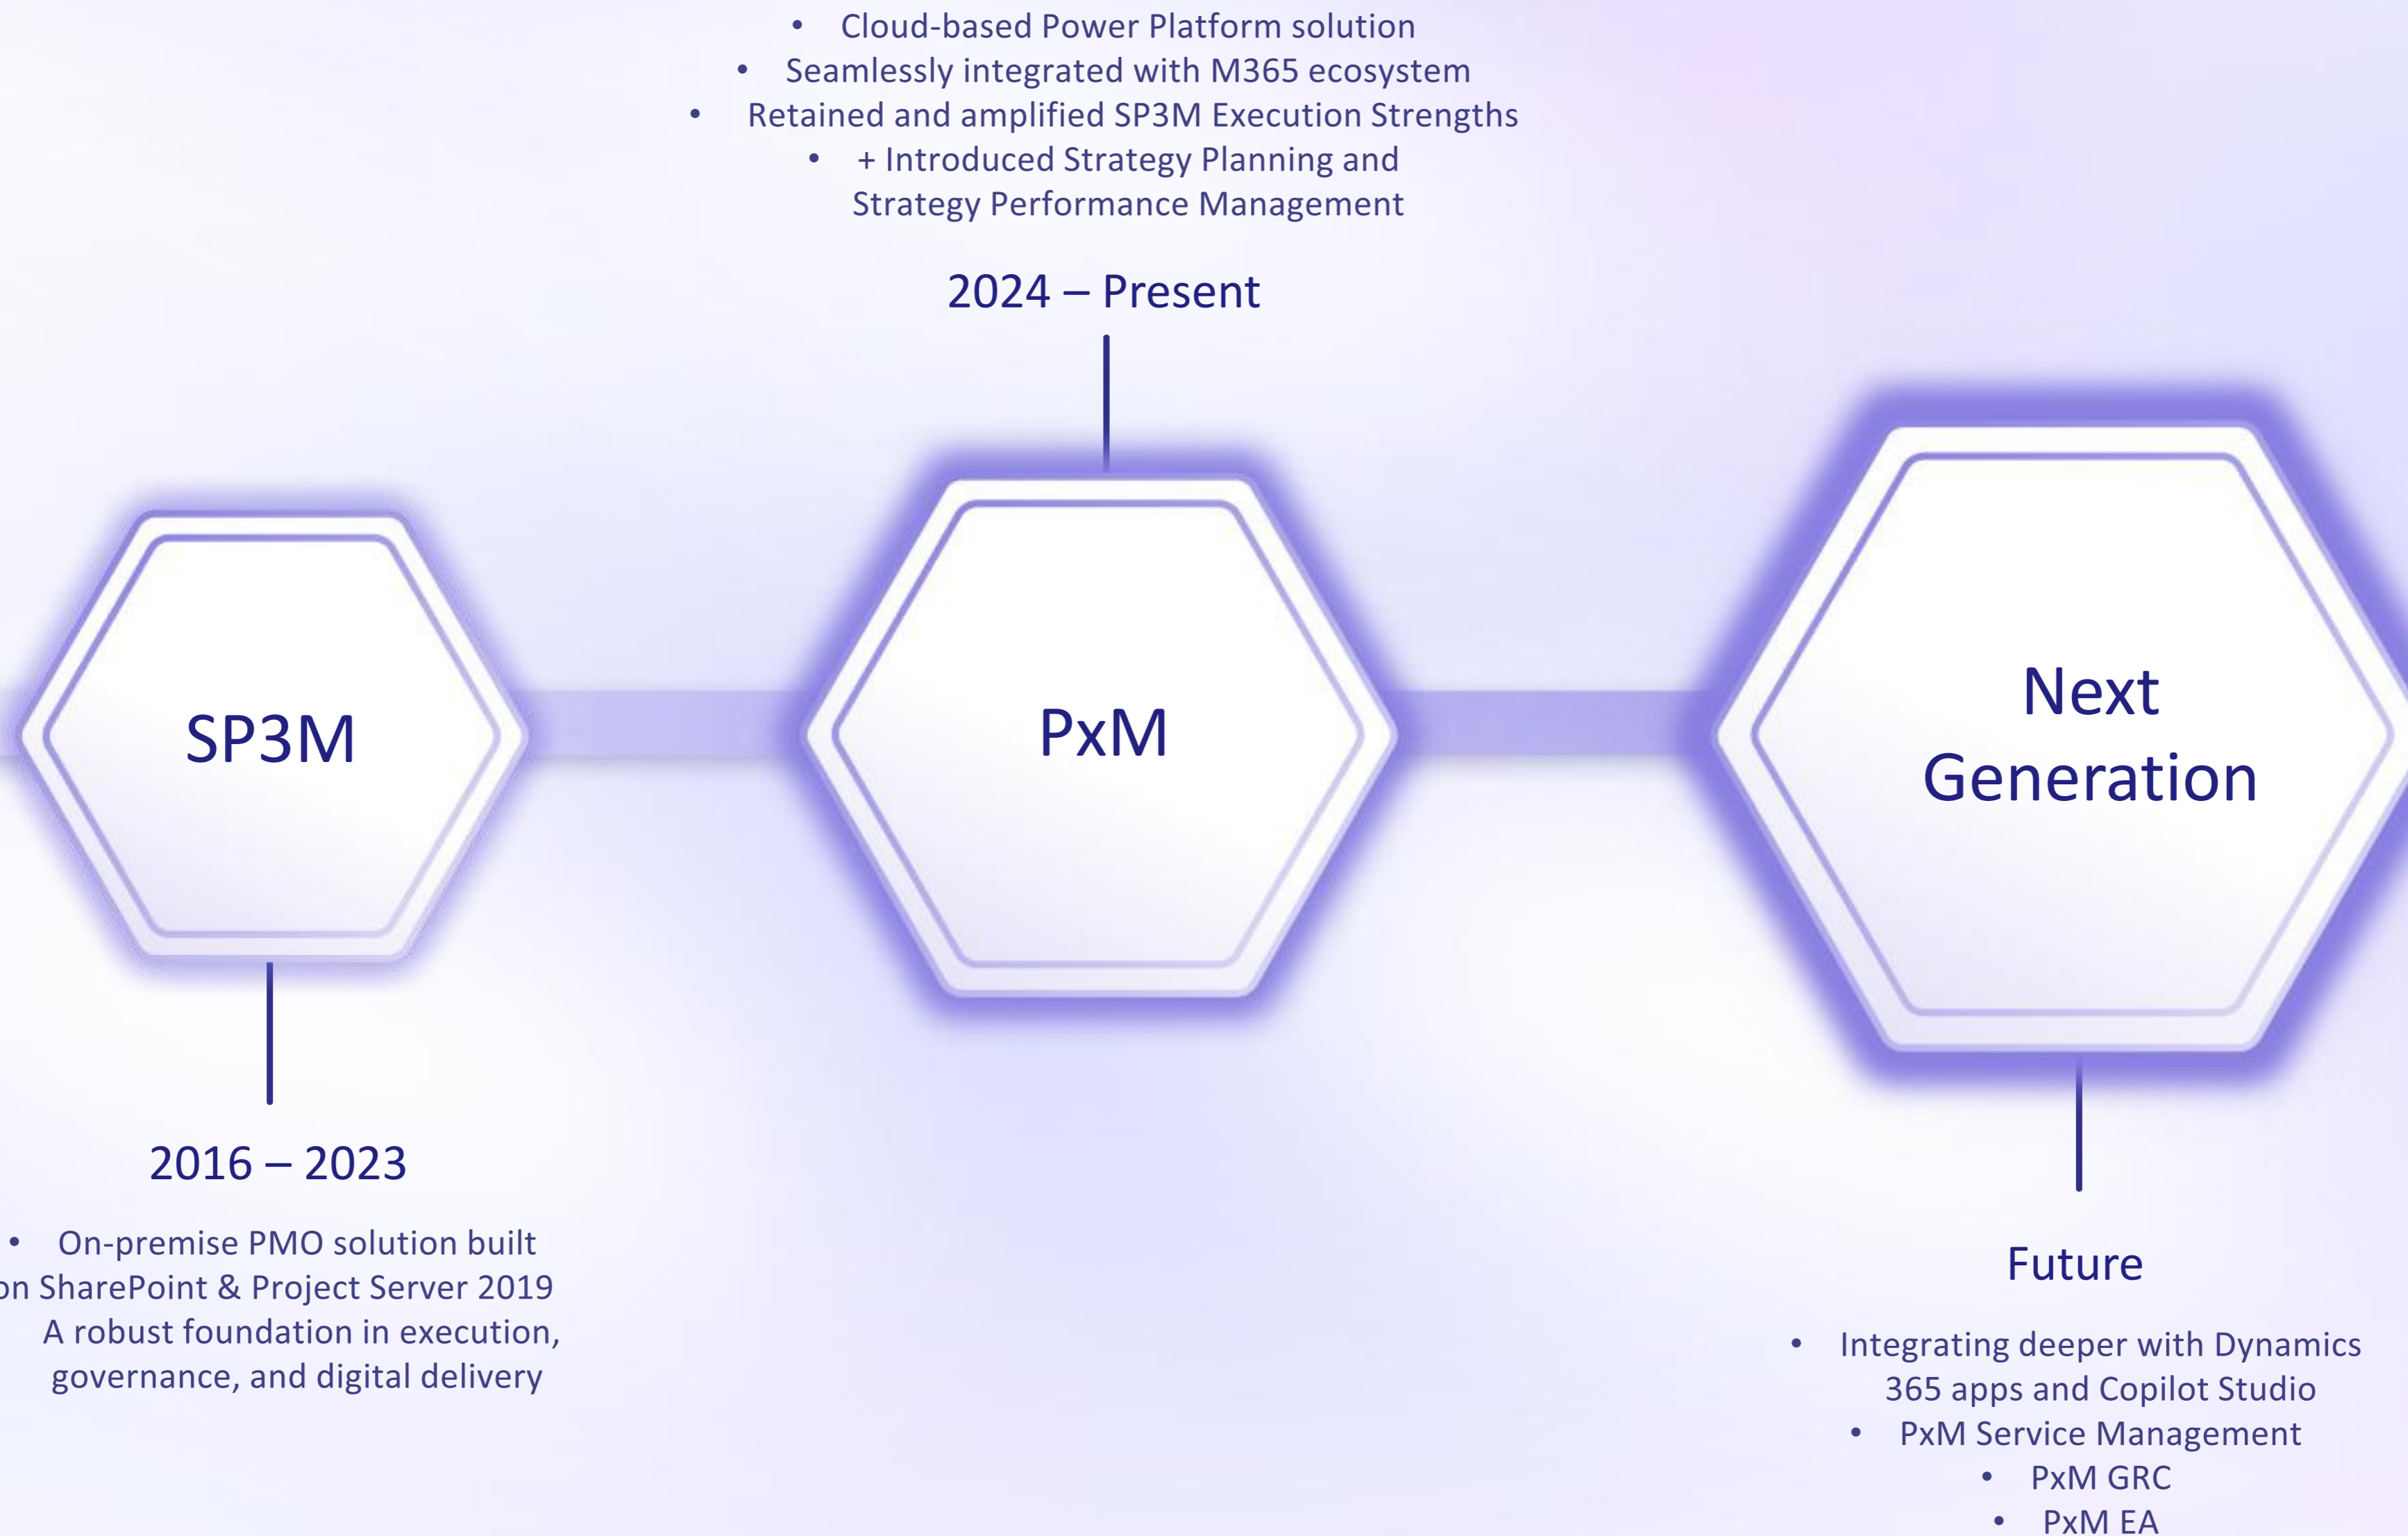 • Cloud-based Power Platform solution
• Seamlessly integrated with M365 ecosystem
• Retained and amplified SP3M Execution Strengths
• + Introduced Strategy Planning and
Strategy Performance Management
2024 – Present
SP3M
PxM
Next
Generation
2016 – 2023
• On-premise PMO solution built
on SharePoint & Project Server 2019
A robust foundation in execution,
governance, and digital delivery
Future
• Integrating deeper with Dynamics
365 apps and Copilot Studio
• PxM Service Management
• PxM GRC
• PxM EA